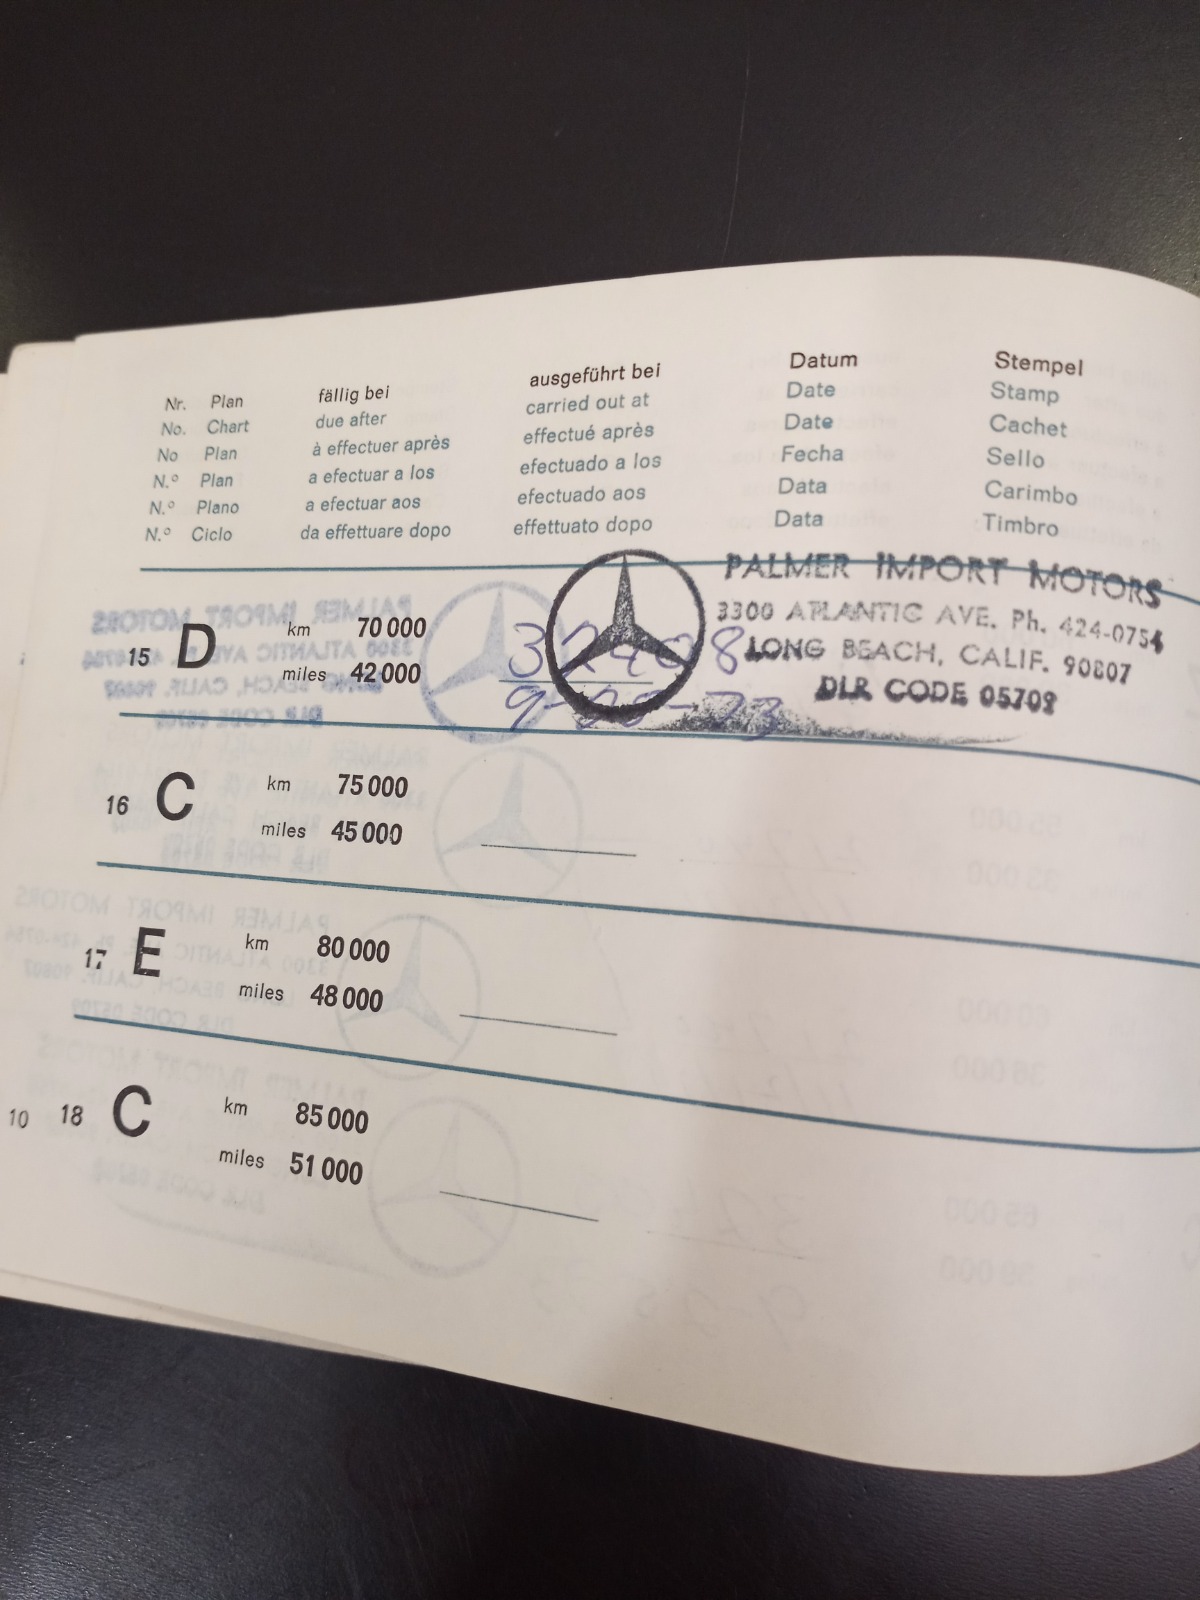 Nr. Plan fällig bei ausgeführt bei Datum Stempel
No. Chart due after carried out at Date Stamp
No Plan à effectuer après effectué après Date Cachet
N.° Plan a efectuar a los efectuado a los Fecha Sello
N.° Plano a efectuar aos efectuado aos Data Carimbo
N.° Ciclo da effettuare dopo effettuato dopo Data Timbro
PALMER IMPORT MOTORS
3300 ATLANTIC AVE. Ph. 424-0754
LONG BEACH, CALIF. 90807
DLR CODE 05709
15 D km 70 000
miles 42 000
16 C km 75 000
miles 45 000
17 E km 80 000
miles 48 000
10 18 C km 85 000
miles 51 000